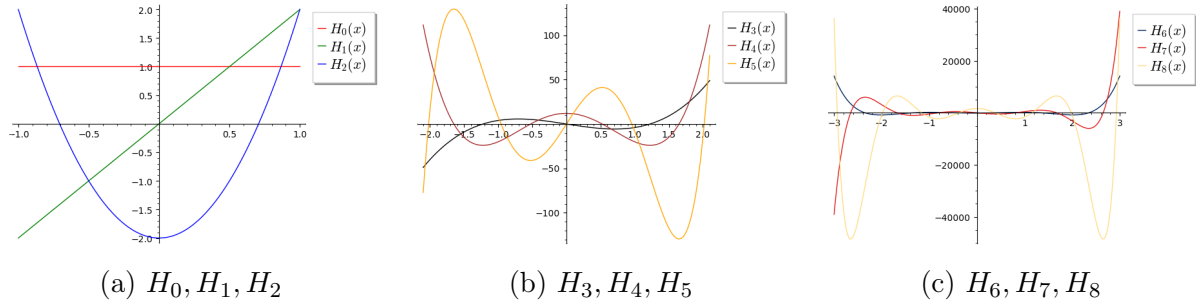 2.0
1.5
1.0
0.5
−0.5
−1.0
−1.5
−2.0
−1.0 −0.5 0.5 1.0
H₀(x)
H₁(x)
H₂(x)
100
50
−50
−100
−2.0 −1.5 −1.0 −0.5 0.5 1.0 1.5 2.0
H₃(x)
H₄(x)
H₅(x)
40000
20000
−20000
−40000
−3 −2 −1 1 2 3
H₆(x)
H₇(x)
H₈(x)
(a) H₀, H₁, H₂
(b) H₃, H₄, H₅
(c) H₆, H₇, H₈